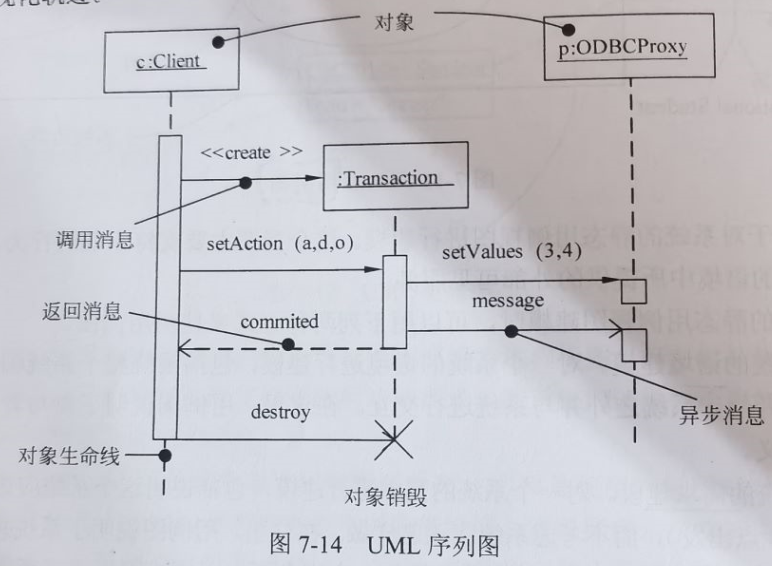 对象
c:Client
p:ODBCProxy
<<create >>
:Transaction
调用消息
setAction (a,d,o)
setValues (3,4)
返回消息
commited
message
destroy
异步消息
对象生命线
对象销毁
图 7-14 UML 序列图